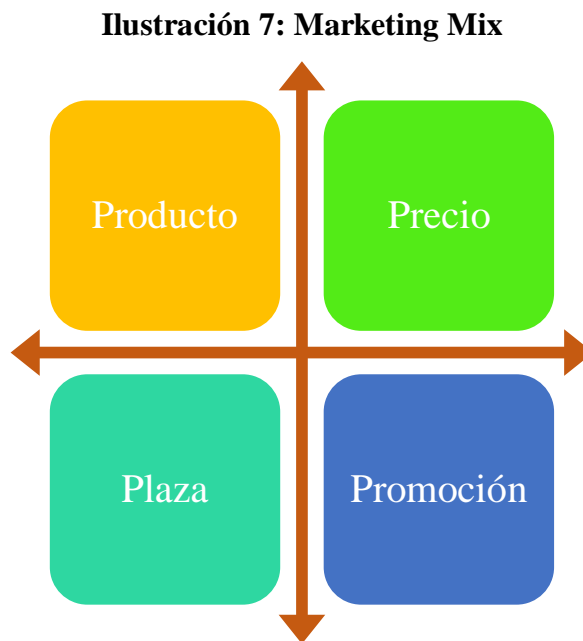 Ilustración 7: Marketing Mix
Producto
Precio
Plaza
Promoción